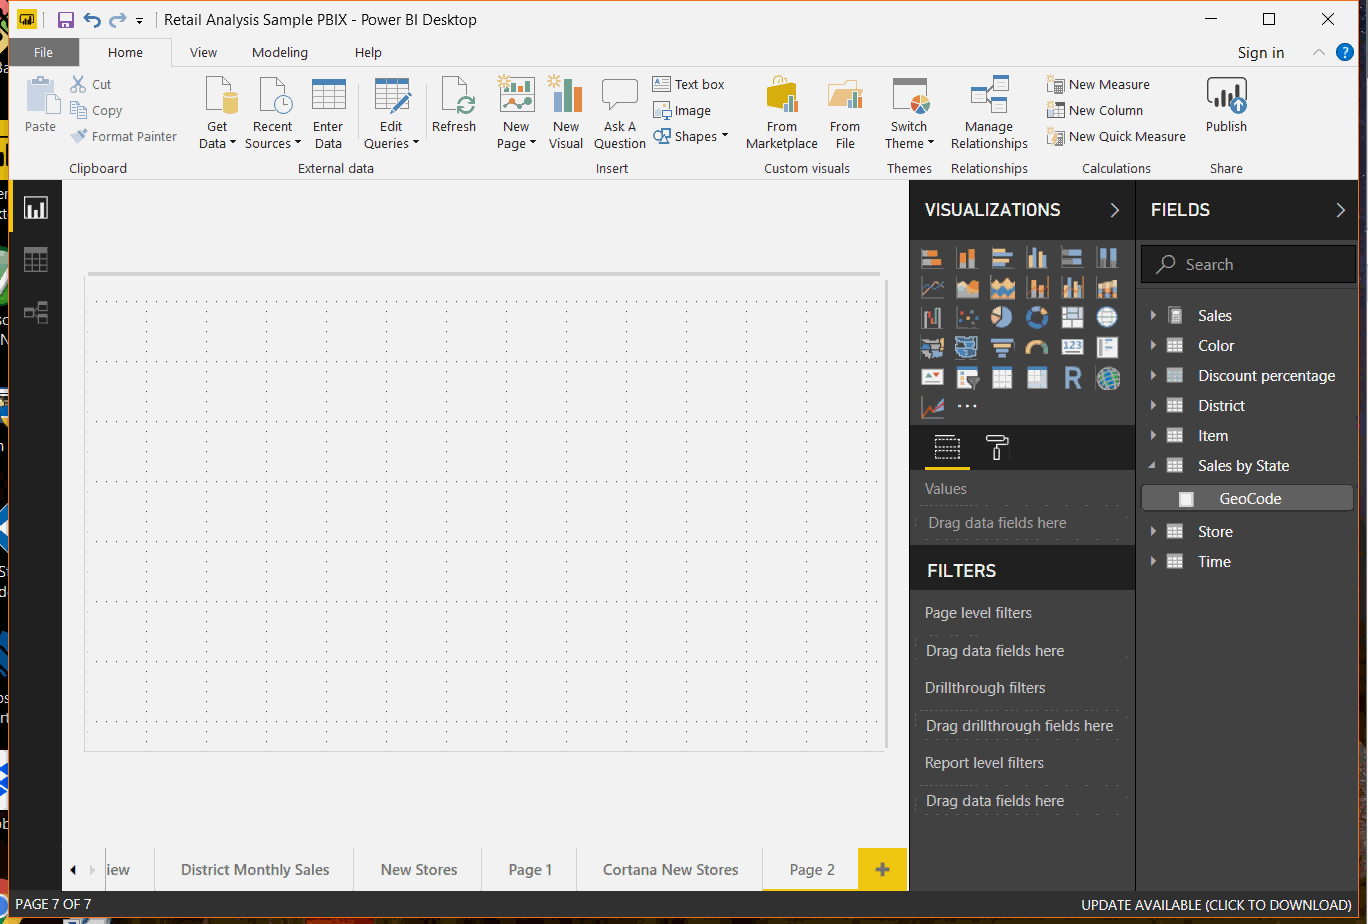 Retail Analysis Sample PBIX - Power BI Desktop
File Home View Modeling Help Sign in ?
Paste Cut Copy Format Painter
Get Data Recent Sources Enter Data Edit Queries Refresh
New Page New Visual Ask A Question Text box Image Shapes
From Marketplace From File Switch Theme Manage Relationships
New Measure New Column New Quick Measure Publish
Clipboard External data Insert Custom visuals Themes Relationships Calculations Share
VISUALIZATIONS
123
R
Values
Drag data fields here
FILTERS
Page level filters
Drag data fields here
Drillthrough filters
Drag drillthrough fields here
Report level filters
Drag data fields here
FIELDS
Search
Sales
Color
Discount percentage
District
Item
Sales by State
GeoCode
Store
Time
iew District Monthly Sales New Stores Page 1 Cortana New Stores Page 2 +
PAGE 7 OF 7 UPDATE AVAILABLE (CLICK TO DOWNLOAD)